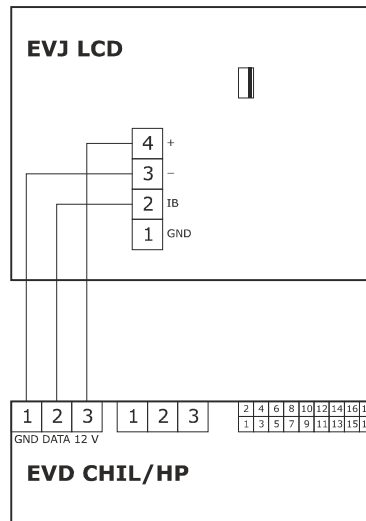 EVJ LCD
4 +
3 −
2 IB
1 GND
1 2 3 1 2 3
2 4 6 8 10 12 14 16
1 3 5 7 9 11 13 15
GND DATA 12 V
EVD CHIL/HP